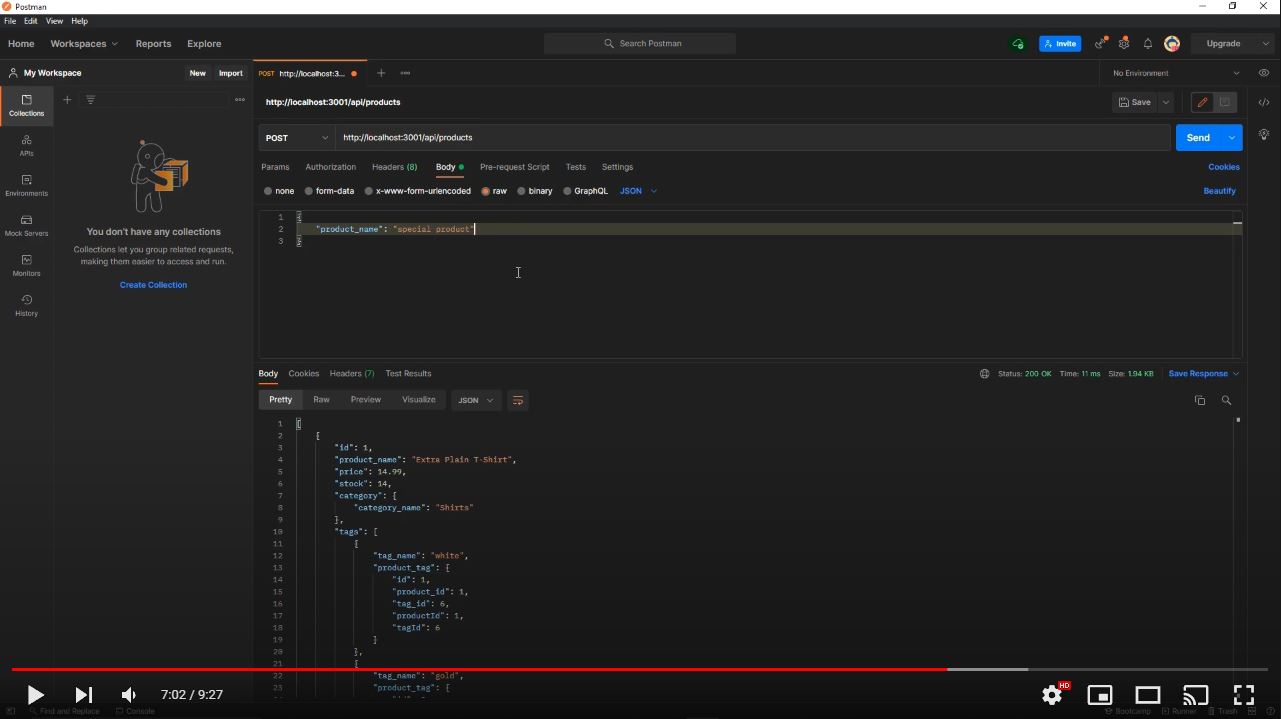 Postman
File Edit View Help
Home Workspaces Reports Explore Search Postman Invite Upgrade
My Workspace New Import POST http://localhost:3... No Environment
Collections
APIs
Environments
Mock Servers
Monitors
History
You don't have any collections
Collections let you group related requests,
making them easier to access and run.
Create Collection
http://localhost:3001/api/products Save
POST http://localhost:3001/api/products Send
Params Authorization Headers (8) Body Pre-request Script Tests Settings Cookies
none form-data x-www-form-urlencoded raw binary GraphQL JSON Beautify
1 {
2 "product_name": "special product"
3 }
Body Cookies Headers (7) Test Results Status: 200 OK Time: 11 ms Size: 1.94 KB Save Response
Pretty Raw Preview Visualize JSON
1 [
2 {
3 "id": 1,
4 "product_name": "Extra Plain T-Shirt",
5 "price": 14.99,
6 "stock": 14,
7 "category": {
8 "category_name": "Shirts"
9 },
10 "tags": [
11 {
12 "tag_name": "white",
13 "product_tag": {
14 "id": 1,
15 "product_id": 1,
16 "tag_id": 6,
17 "productId": 1,
18 "tagId": 6
19 }
20 },
21 {
22 "tag_name": "gold",
23 "product_tag": {
7:02 / 9:27 HD
Find and Replace Console Bootcamp Runner Trash